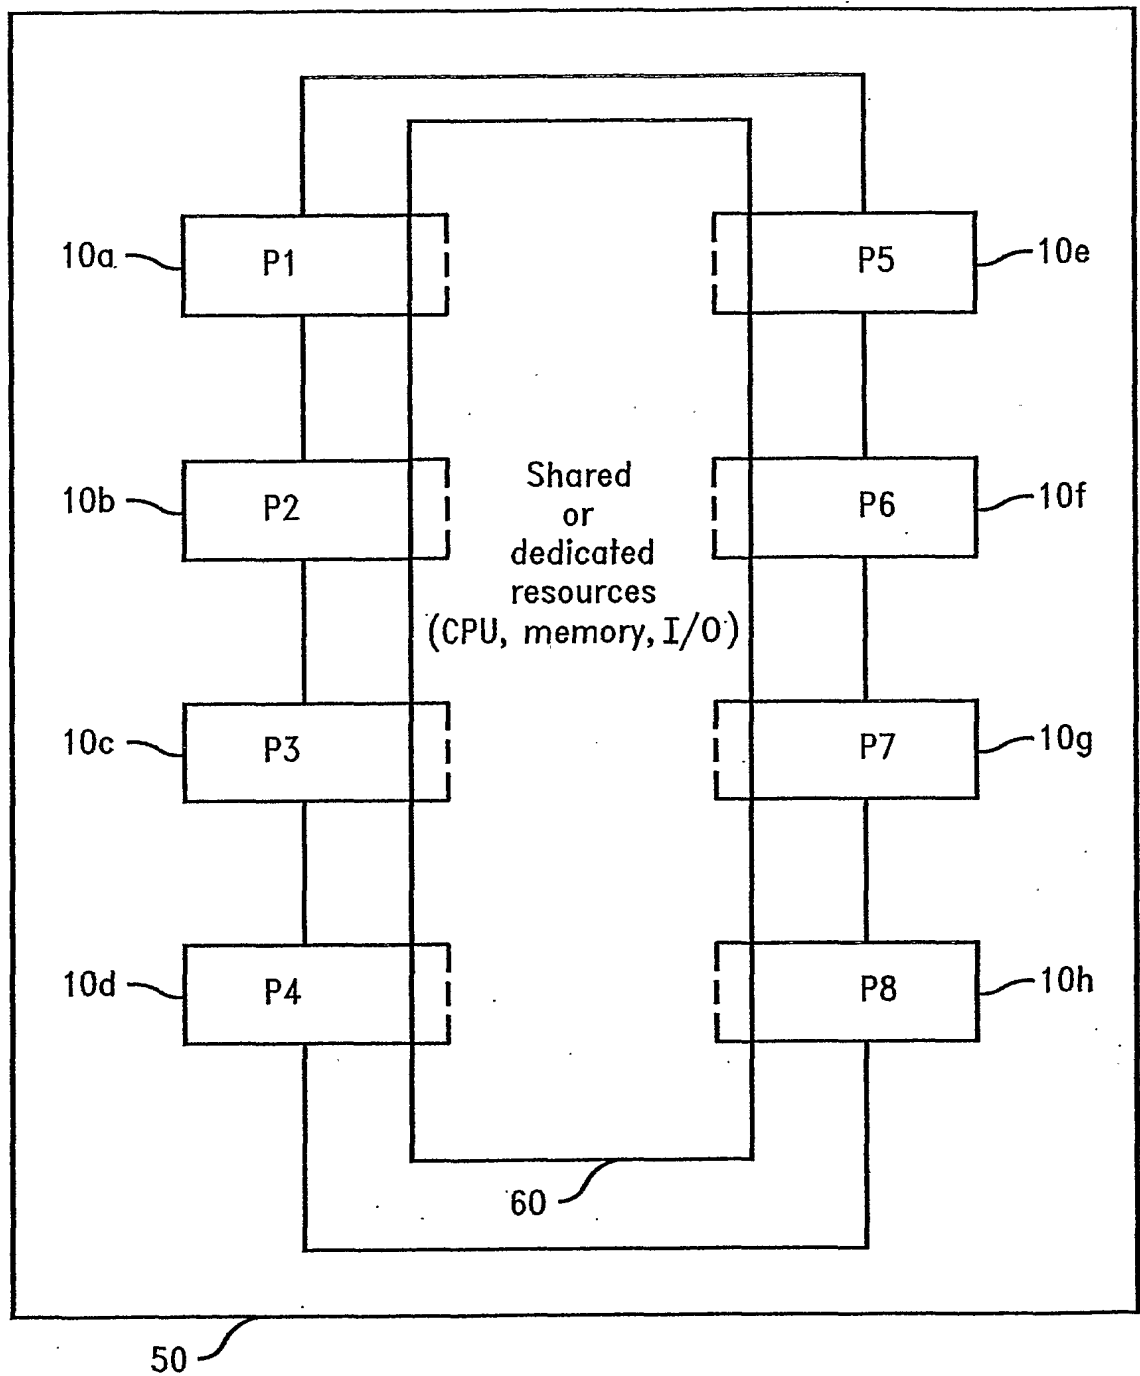 10a
P1
P5
10e
10b
P2
Shared
or
dedicated
resources
(CPU, memory, I/O)
P6
10f
10c
P3
P7
10g
10d
P4
P8
10h
60
50